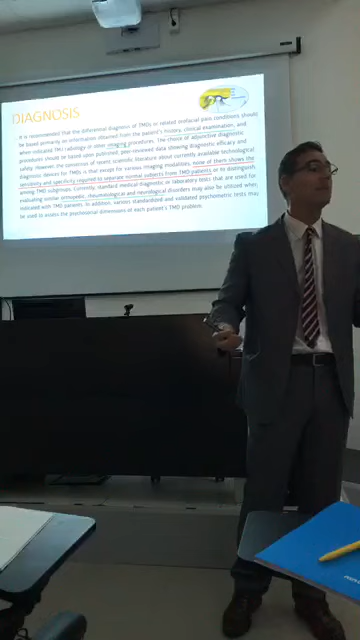 DIAGNOSIS
It is recommended that the differential diagnosis of TMDs or related orofacial pain conditions should
be based primarily on information obtained from the patient's history, clinical examination, and
when indicated TMJ radiology or other imaging procedures. The choice of adjunctive diagnostic
procedures should be based upon published, peer-reviewed data showing diagnostic efficacy and
safety. However, the consensus of recent scientific literature about currently available technological
diagnostic devices for TMDs is that except for various imaging modalities, none of them shows the
sensitivity and specificity required to separate normal subjects from TMD patients or to distinguish
among TMD subgroups. Currently, standard medical diagnostic or laboratory tests that are used for
evaluating similar orthopedic, rheumatological and neurological disorders may also be utilized when
indicated with TMD patients. In addition, various standardized and validated psychometric tests may
be used to assess the psychosocial dimensions of each patient's TMD problem.